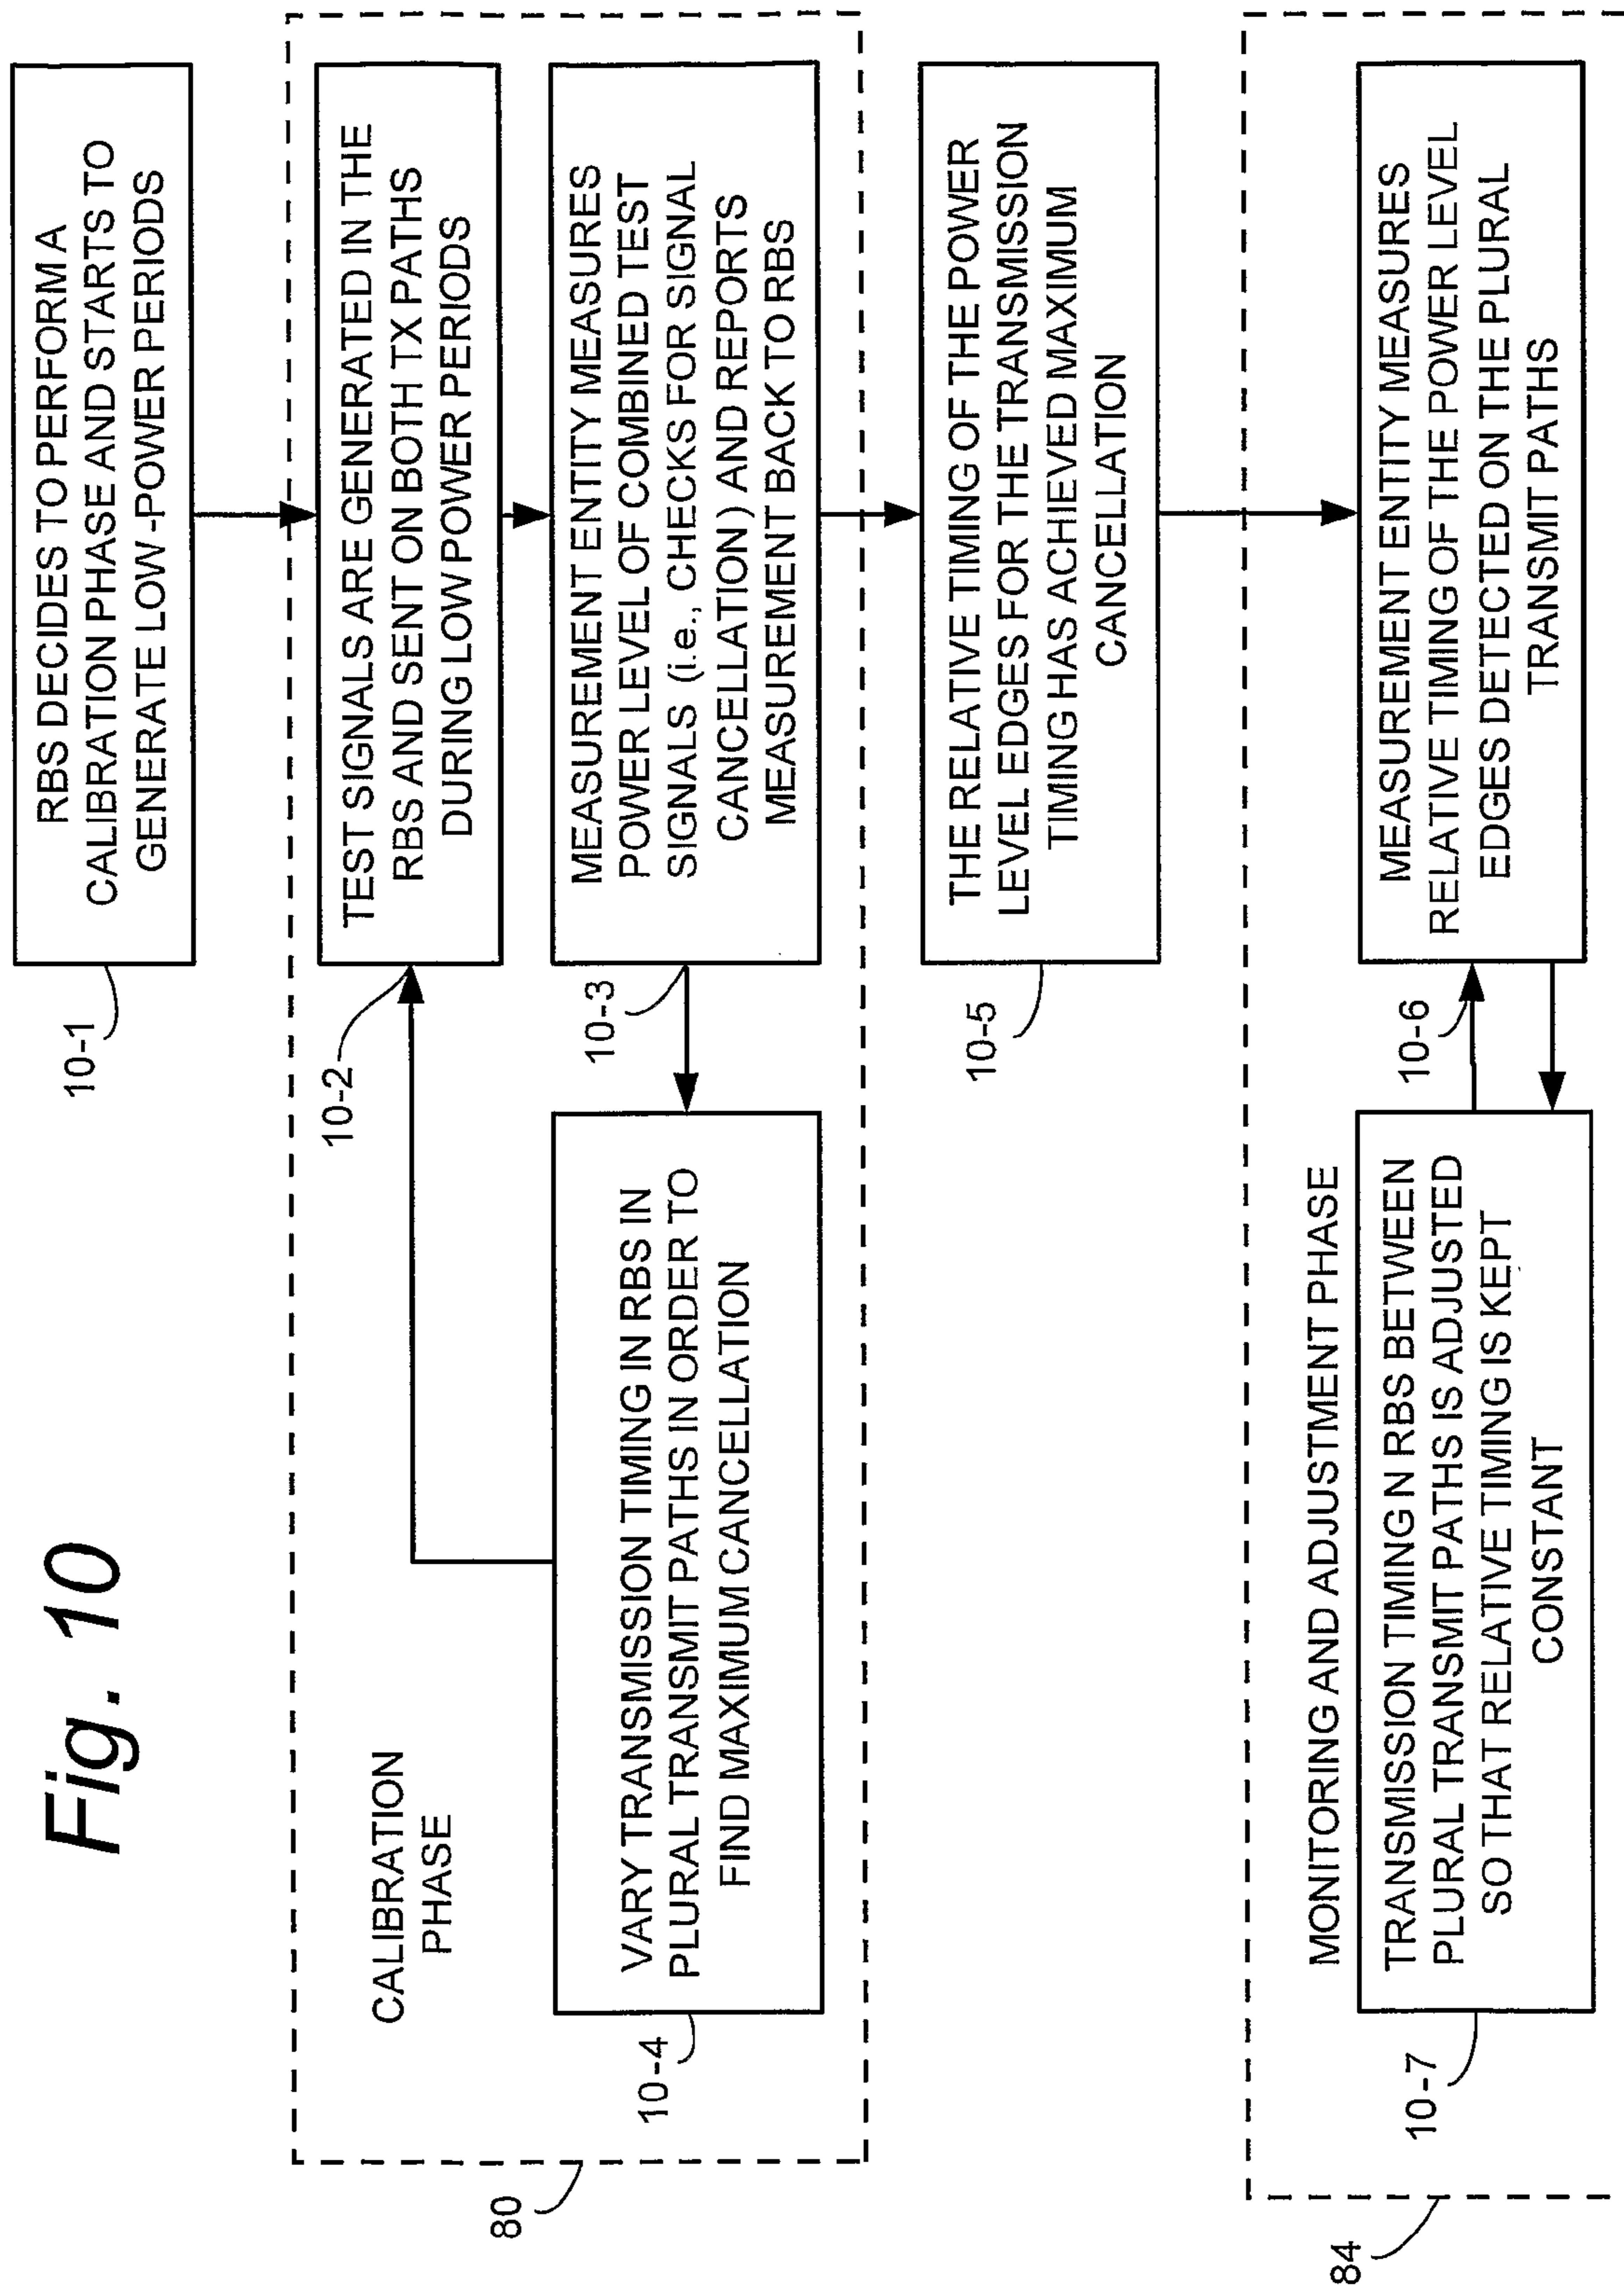 Fig. 10
RBS DECIDES TO PERFORM A
CALIBRATION PHASE AND STARTS TO
GENERATE LOW-POWER PERIODS
10-1
CALIBRATION
PHASE
TEST SIGNALS ARE GENERATED IN THE
RBS AND SENT ON BOTH TX PATHS
DURING LOW POWER PERIODS
10-2
MEASUREMENT ENTITY MEASURES
POWER LEVEL OF COMBINED TEST
SIGNALS (i.e., CHECKS FOR SIGNAL
CANCELLATION) AND REPORTS
MEASUREMENT BACK TO RBS
10-3
VARY TRANSMISSION TIMING IN RBS IN
PLURAL TRANSMIT PATHS IN ORDER TO
FIND MAXIMUM CANCELLATION
10-4
80
THE RELATIVE TIMING OF THE POWER
LEVEL EDGES FOR THE TRANSMISSION
TIMING HAS ACHIEVED MAXIMUM
CANCELLATION
10-5
MONITORING AND ADJUSTMENT PHASE
MEASUREMENT ENTITY MEASURES
RELATIVE TIMING OF THE POWER LEVEL
EDGES DETECTED ON THE PLURAL
TRANSMIT PATHS
10-6
TRANSMISSION TIMING N RBS BETWEEN
PLURAL TRANSMIT PATHS IS ADJUSTED
SO THAT RELATIVE TIMING IS KEPT
CONSTANT
10-7
84